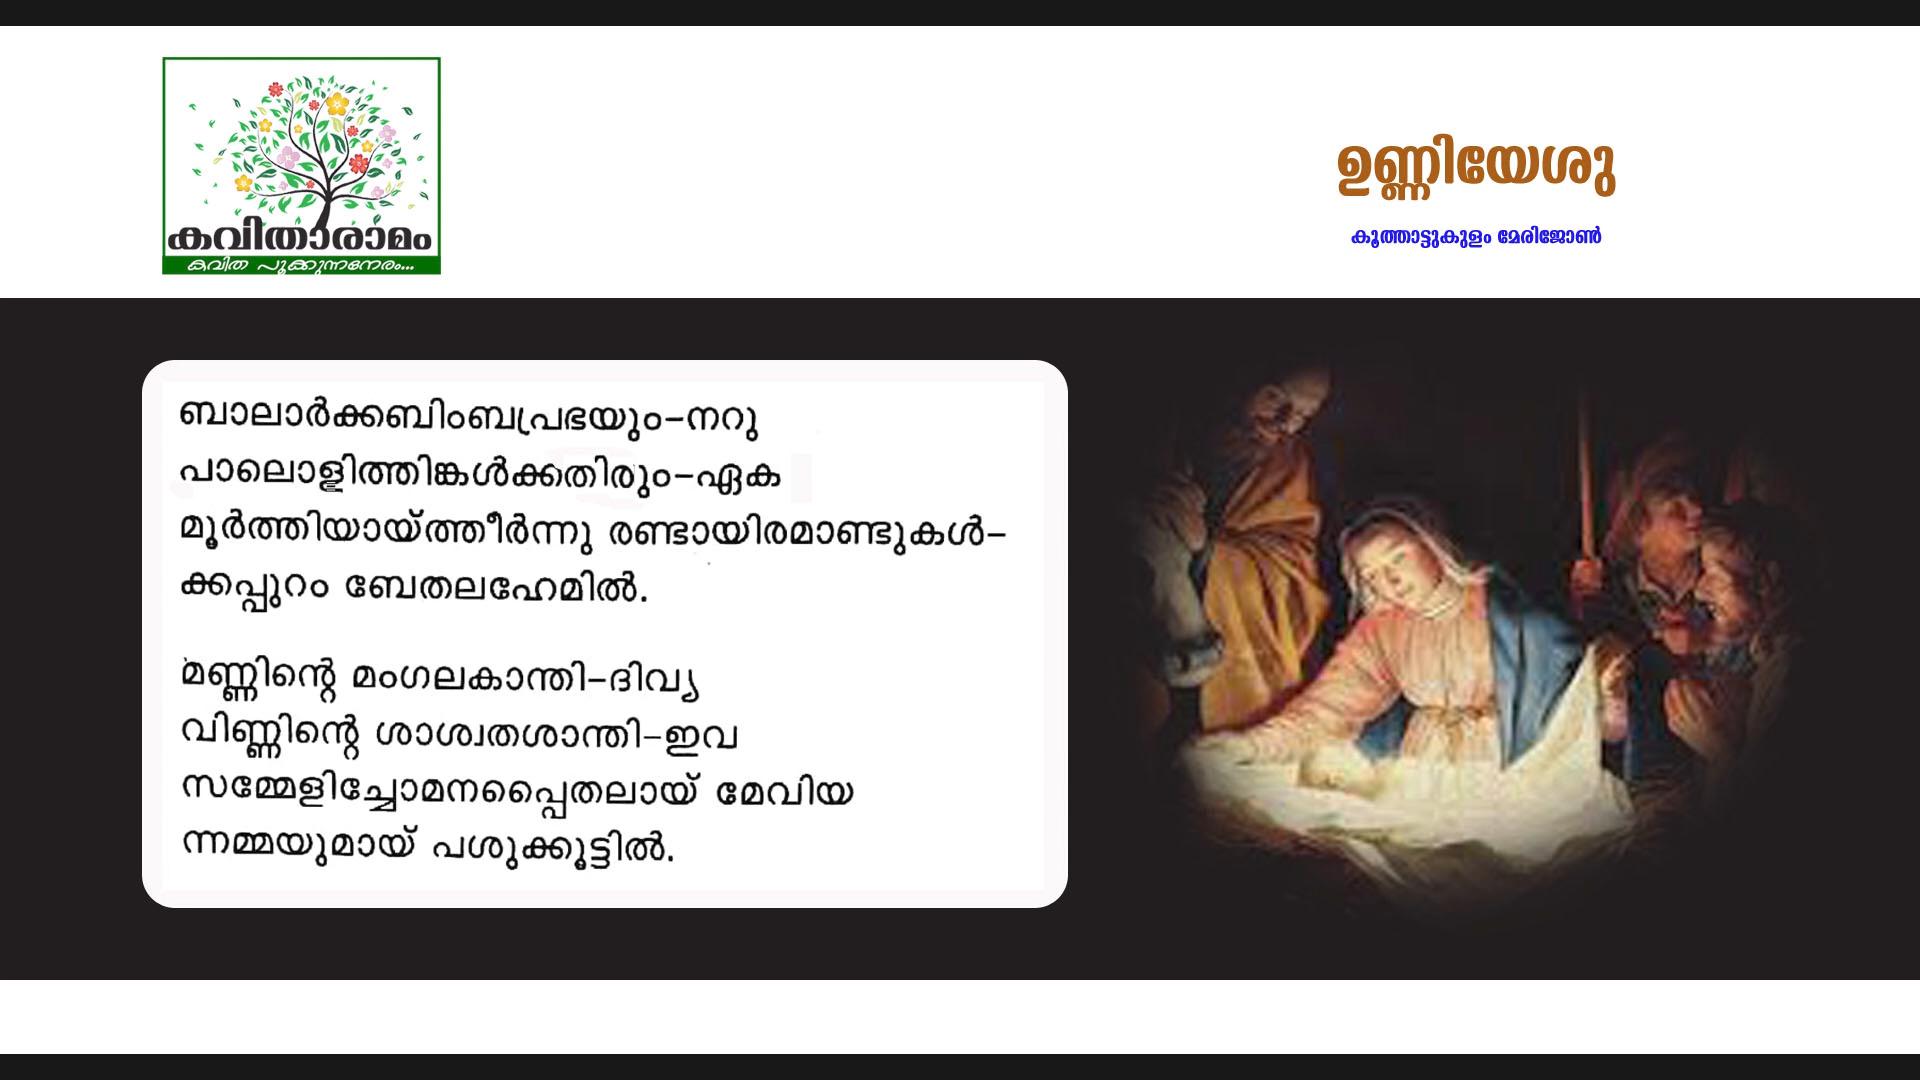 കവിതാരാമം
കവിത പൂക്കുന്നനേരം...
ഉണ്ണിയേശു
കൂത്താട്ടുകുളം മേരിജോൺ
ബാലാർക്കബിംബപ്രഭയും-നറു
പാലൊളിത്തിങ്കൾക്കതിരും-ഏക
മൂർത്തിയായ്ത്തീർന്നു രണ്ടായിരമാണ്ടുകൾ-
ക്കപ്പുറം ബേതലഹേമിൽ.
മണ്ണിന്റെ മംഗലകാന്തി-ദിവ്യ
വിണ്ണിന്റെ ശാശ്വതശാന്തി-ഇവ
സമ്മേളിച്ചോമനപ്പൈതലായ് മേവിയ
ന്നമ്മയുമായ് പശുക്കൂട്ടിൽ.